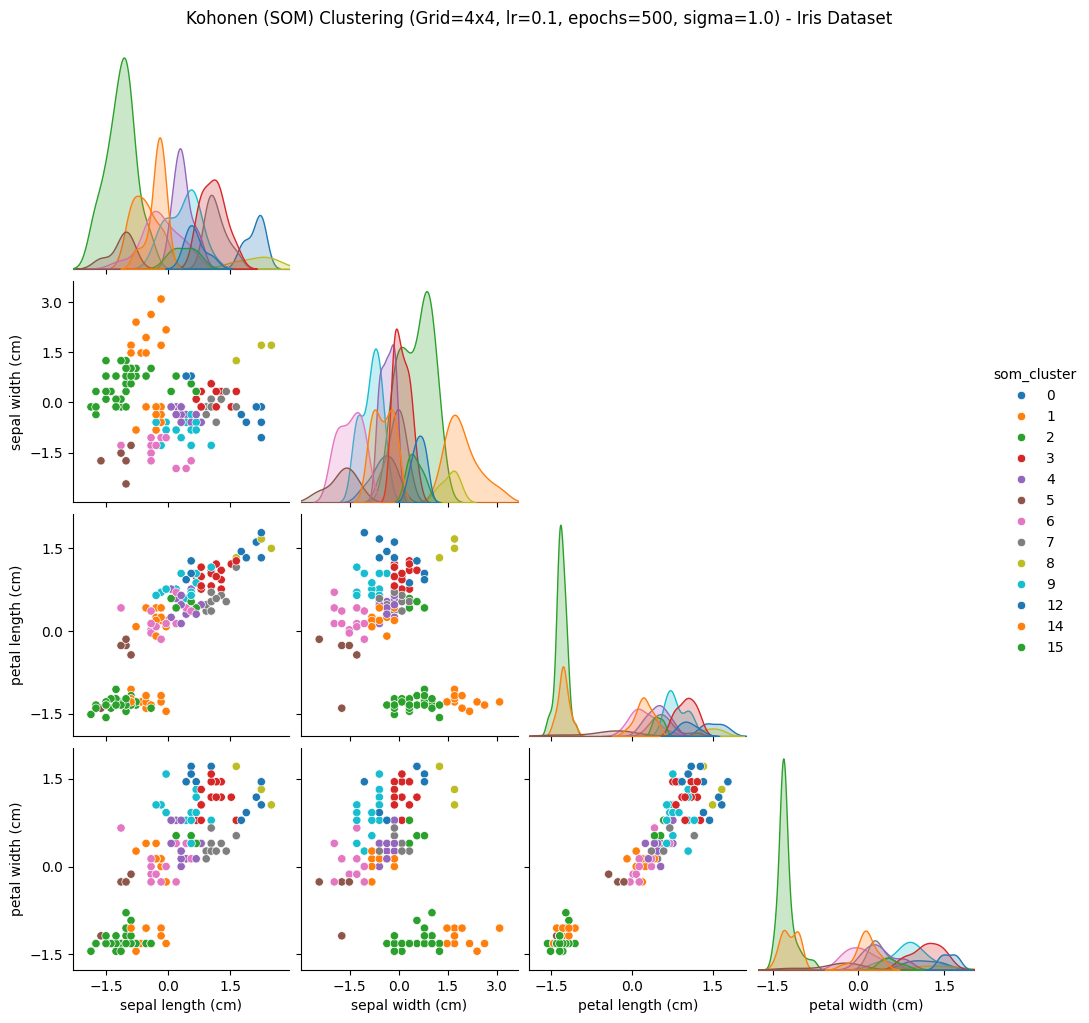 Kohonen (SOM) Clustering (Grid=4x4, lr=0.1, epochs=500, sigma=1.0) - Iris Dataset
3.0
1.5
0.0
−1.5
sepal width (cm)
som_cluster
0
1
2
3
4
5
6
7
8
9
12
14
15
1.5
0.0
−1.5
petal length (cm)
1.5
0.0
−1.5
petal width (cm)
−1.5 0.0 1.5
sepal length (cm)
−1.5 0.0 1.5 3.0
sepal width (cm)
−1.5 0.0 1.5
petal length (cm)
−1.5 0.0 1.5
petal width (cm)